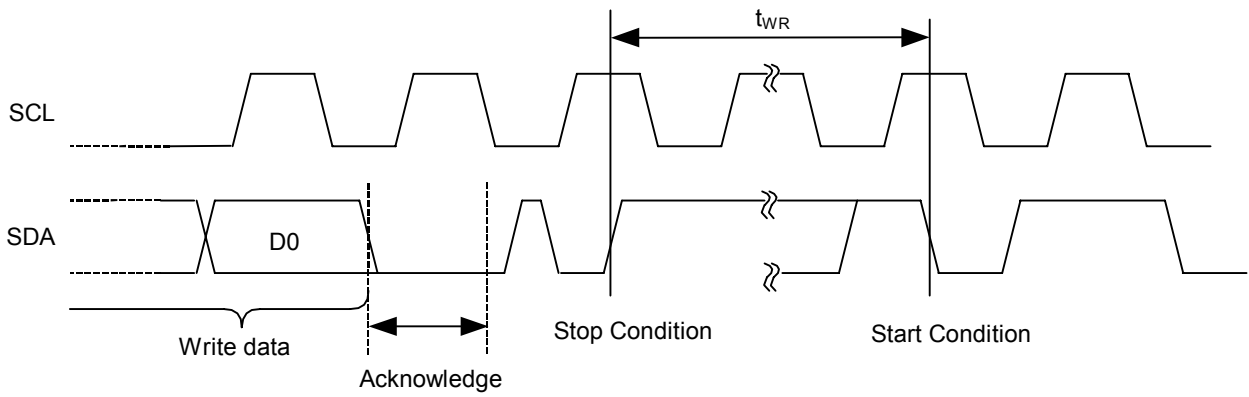 tWR
SCL
SDA
D0
Write data
Acknowledge
Stop Condition
Start Condition